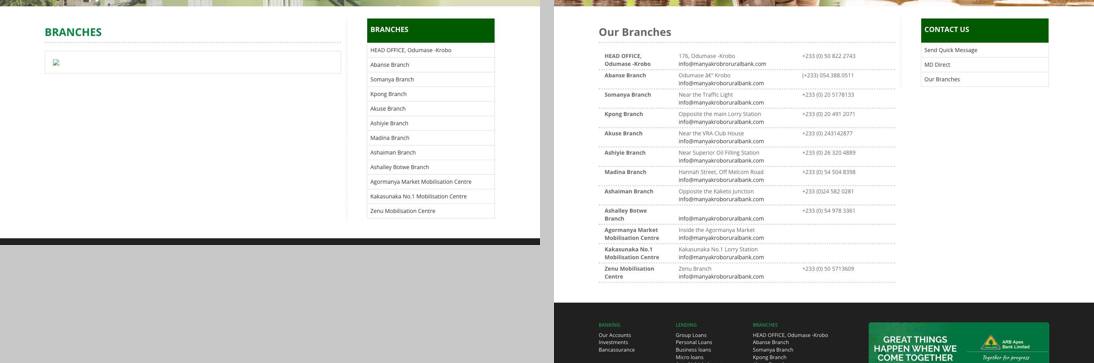 BRANCHES
BRANCHES
HEAD OFFICE, Odumase -Krobo
Abanse Branch
Somanya Branch
Kpong Branch
Akuse Branch
Ashiyie Branch
Madina Branch
Ashaiman Branch
Ashalley Botwe Branch
Agormanya Market Mobilisation Centre
Kakasunaka No.1 Mobilisation Centre
Zenu Mobilisation Centre
Our Branches
HEAD OFFICE, 176, Odumase -Krobo +233 (0) 50 822 2743
Odumase -Krobo info@manyakrobroruralbank.com
Abanse Branch Odumase â€" Krobo (+233) 054.388.0511
info@manyakroboruralbank.com
Somanya Branch Near the Traffic Light +233 (0) 20 5178133
info@manyakroboruralbank.com
Kpong Branch Opposite the main Lorry Station +233 (0) 20 491 2071
info@manyakroboruralbank.com
Akuse Branch Near the VRA Club House +233 (0) 243142877
info@manyakroboruralbank.com
Ashiyie Branch Near Superior Oil Filling Station +233 (0) 26 320 4889
info@manyakroboruralbank.com
Madina Branch Hannah Street, Off Melcom Road +233 (0) 54 504 8398
info@manyakroboruralbank.com
Ashaiman Branch Opposite the Kaketo Junction +233 (0)24 582 0281
info@manyakroboruralbank.com
Ashalley Botwe +233 (0) 54 978 3361
Branch info@manyakroboruralbank.com
Agormanya Market Inside the Agormanya Market
Mobilisation Centre info@manyakroboruralbank.com
Kakasunaka No.1 Kakasunaka No.1 Lorry Station
Mobilisation Centre info@manyakroboruralbank.com
Zenu Mobilisation Zenu Branch +233 (0) 50 5713609
Centre info@manyakroboruralbank.com
CONTACT US
Send Quick Message
MD Direct
Our Branches
BANKING LENDING BRANCHES
Our Accounts Group Loans HEAD OFFICE, Odumase -Krobo
Investments Personal Loans Abanse Branch
Bancassurance Business loans Somanya Branch
Micro loans Kpong Branch
GREAT THINGS
HAPPEN WHEN WE
COME TOGETHER
ARB Apex
Bank Limited
Together for progress